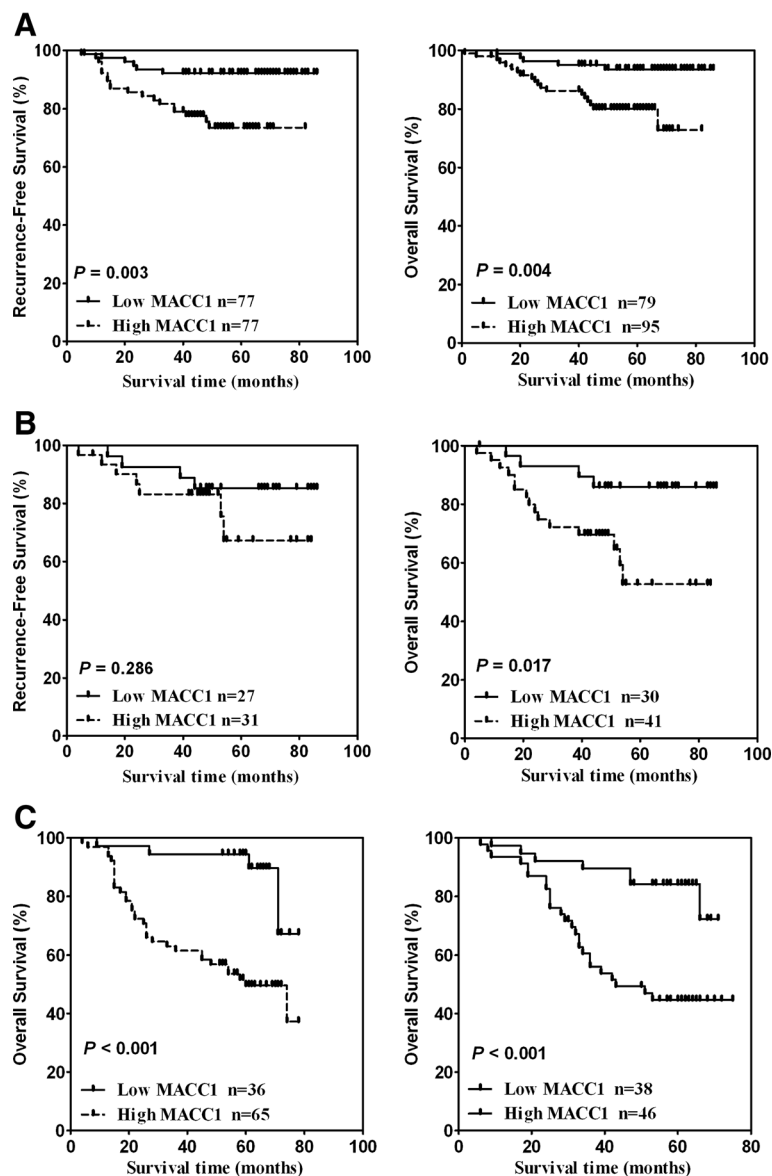 A
Recurrence-Free Survival (%)
100
80
60
40
20
0
P = 0.003
Low MACC1 n=77
High MACC1 n=77
0 20 40 60 80 100
Survival time (months)
Overall Survival (%)
100
80
60
40
20
0
P = 0.004
Low MACC1 n=79
High MACC1 n=95
0 20 40 60 80 100
Survival time (months)
B
Recurrence-Free Survival (%)
100
80
60
40
20
0
P = 0.286
Low MACC1 n=27
High MACC1 n=31
0 20 40 60 80 100
Survival time (months)
Overall Survival (%)
100
80
60
40
20
0
P = 0.017
Low MACC1 n=30
High MACC1 n=41
0 20 40 60 80 100
Survival time (months)
C
Overall Survival (%)
100
80
60
40
20
0
P < 0.001
Low MACC1 n=36
High MACC1 n=65
0 20 40 60 80 100
Survival time (months)
Overall Survival (%)
100
80
60
40
20
0
P < 0.001
Low MACC1 n=38
High MACC1 n=46
0 20 40 60 80
Survival time (months)